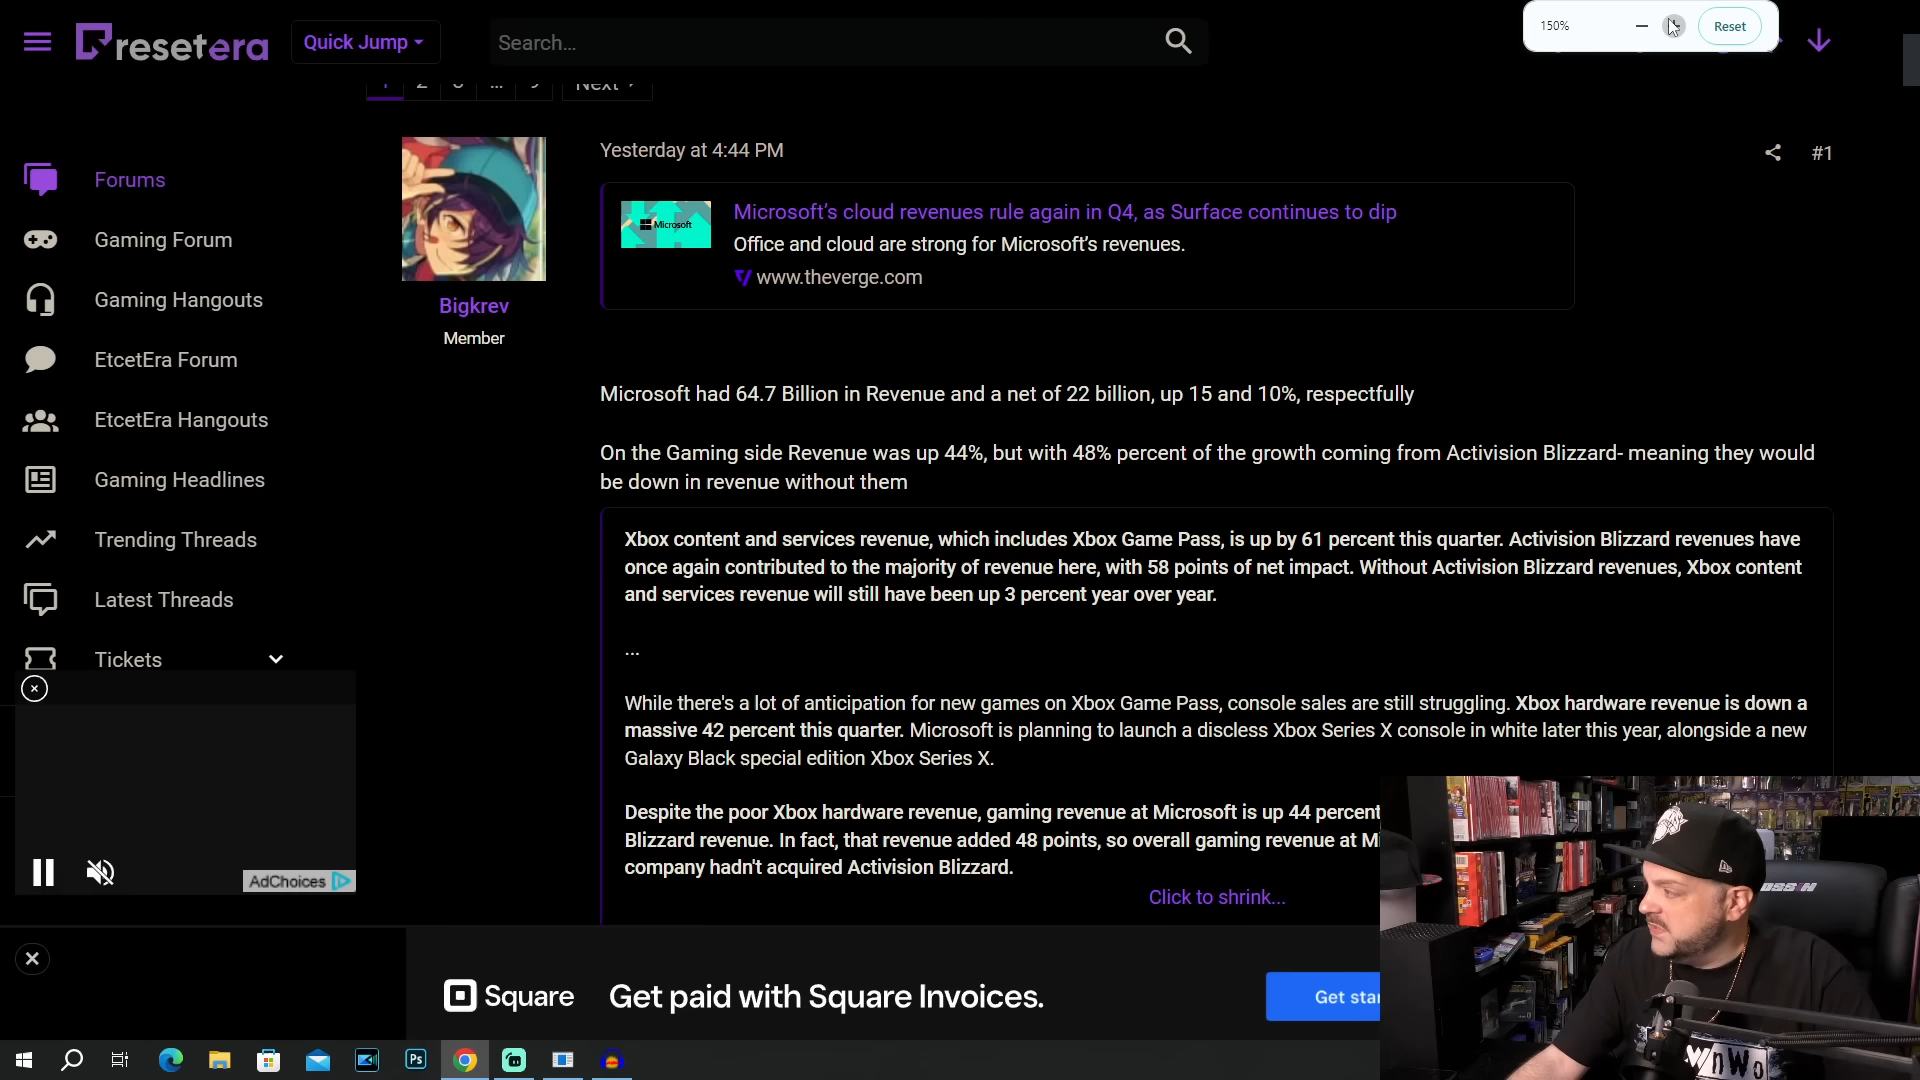 150%
Reset
resetera
Quick Jump
Search...
1 2 3 ... 9 Next
Yesterday at 4:44 PM
#1
Forums
Gaming Forum
Gaming Hangouts
EtcetEra Forum
EtcetEra Hangouts
Gaming Headlines
Trending Threads
Latest Threads
Tickets
Bigkrev
Member
Microsoft
Microsoft's cloud revenues rule again in Q4, as Surface continues to dip
Office and cloud are strong for Microsoft's revenues.
www.theverge.com
Microsoft had 64.7 Billion in Revenue and a net of 22 billion, up 15 and 10%, respectfully
On the Gaming side Revenue was up 44%, but with 48% percent of the growth coming from Activision Blizzard- meaning they would
be down in revenue without them
Xbox content and services revenue, which includes Xbox Game Pass, is up by 61 percent this quarter. Activision Blizzard revenues have
once again contributed to the majority of revenue here, with 58 points of net impact. Without Activision Blizzard revenues, Xbox content
and services revenue will still have been up 3 percent year over year.
...
While there's a lot of anticipation for new games on Xbox Game Pass, console sales are still struggling. Xbox hardware revenue is down a
massive 42 percent this quarter. Microsoft is planning to launch a discless Xbox Series X console in white later this year, alongside a new
Galaxy Black special edition Xbox Series X.
Despite the poor Xbox hardware revenue, gaming revenue at Microsoft is up 44 percent
Blizzard revenue. In fact, that revenue added 48 points, so overall gaming revenue at Mi
company hadn't acquired Activision Blizzard.
Click to shrink...
AdChoices
Square
Get paid with Square Invoices.
Get star
Ps
nWo